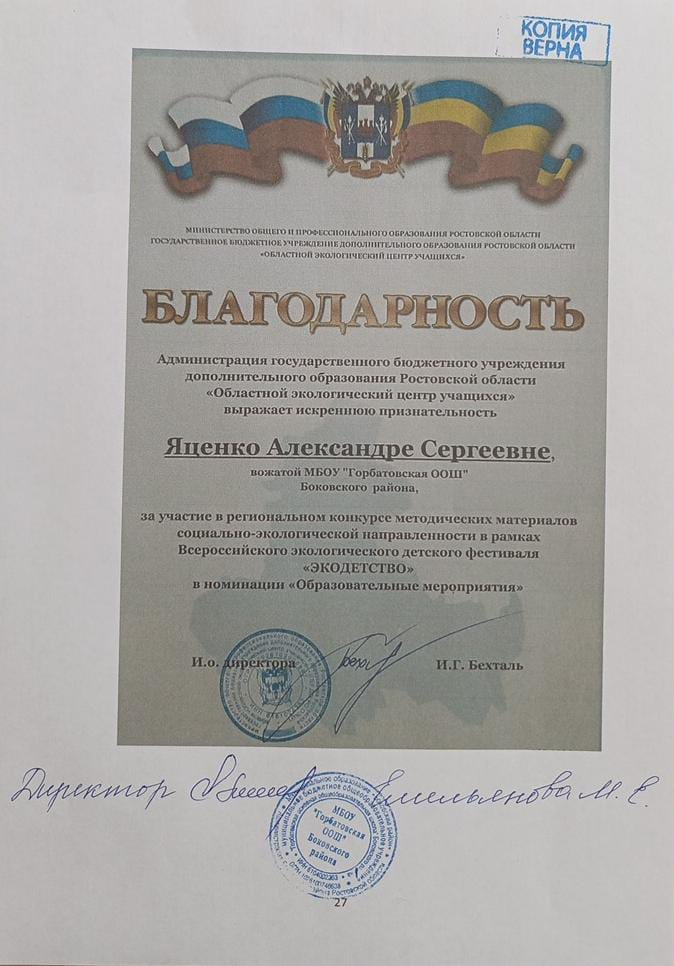 КОПИЯ
ВЕРНА
МИНИСТЕРСТВО ОБЩЕГО И ПРОФЕССИОНАЛЬНОГО ОБРАЗОВАНИЯ РОСТОВСКОЙ ОБЛАСТИ
ГОСУДАРСТВЕННОЕ БЮДЖЕТНОЕ УЧРЕЖДЕНИЕ ДОПОЛНИТЕЛЬНОГО ОБРАЗОВАНИЯ РОСТОВСКОЙ ОБЛАСТИ
«ОБЛАСТНОЙ ЭКОЛОГИЧЕСКИЙ ЦЕНТР УЧАЩИХСЯ»
БЛАГОДАРНОСТЬ
Администрация государственного бюджетного учреждения
дополнительного образования Ростовской области
«Областной экологический центр учащихся»
выражает искреннюю признательность
Яценко Александре Сергеевне,
вожатой МБОУ "Горбатовская ООШ"
Боковского района,
за участие в региональном конкурсе методических материалов
социально-экологической направленности в рамках
Всероссийского экологического детского фестиваля
«ЭКОДЕТСТВО»
в номинации «Образовательные мероприятия»
И.о. директора И.Г. Бехталь
Директор Емельянова М. Е.
МБОУ
"Горбатовская
ООШ"
Боковского
района
27